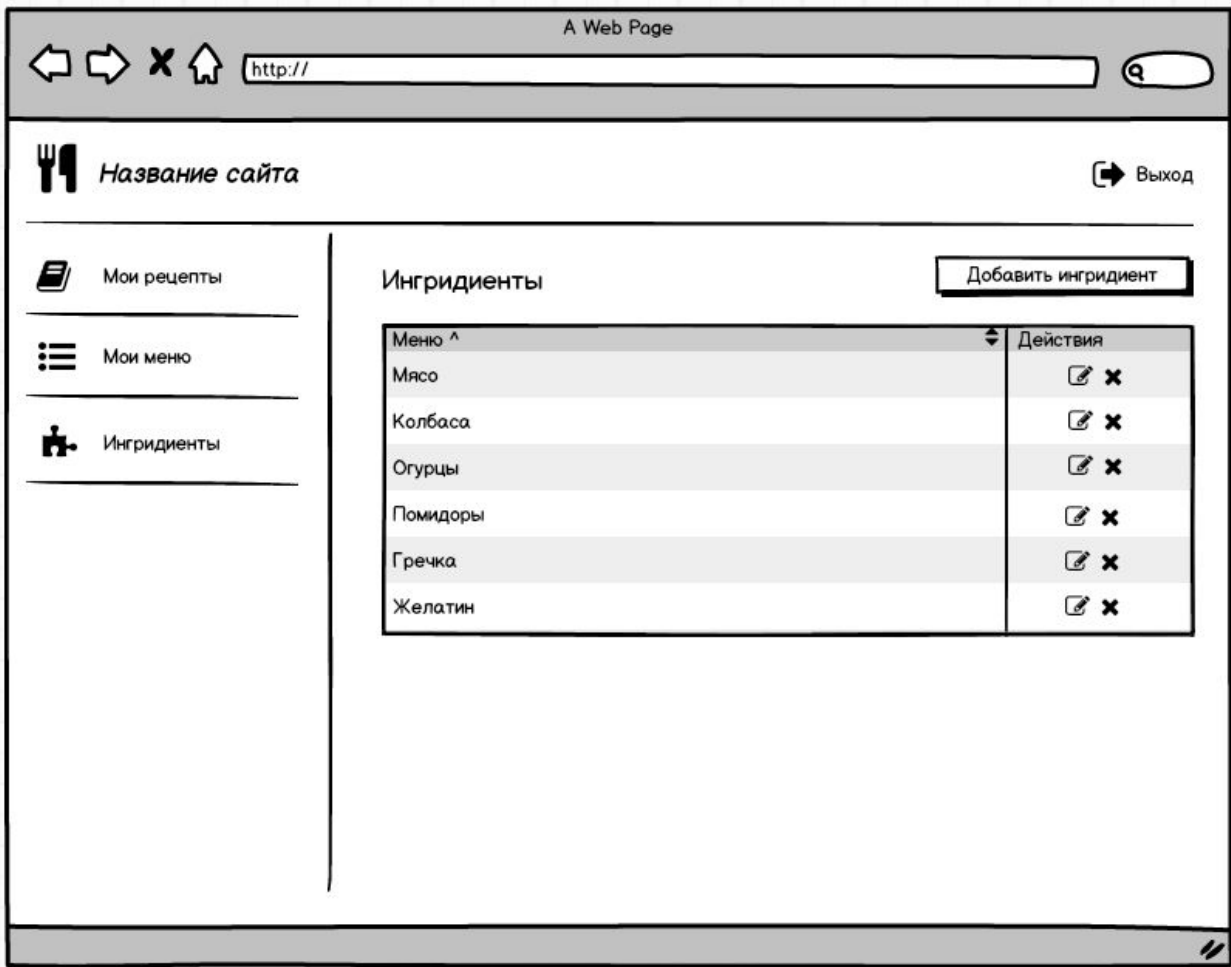 A Web Page
http://
Название сайта
Выход
Мои рецепты
Мои меню
Ингридиенты
Ингридиенты
Добавить ингридиент
Меню ^
Действия
Мясо
Колбаса
Огурцы
Помидоры
Гречка
Желатин